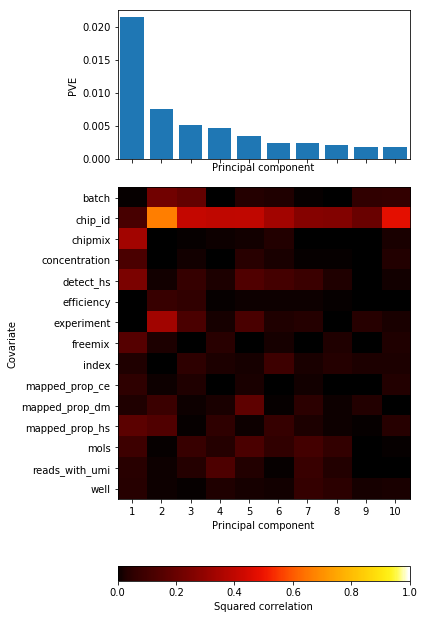 0.020
0.015
0.010
0.005
0.000
PVE
Principal component
batch
chip_id
chipmix
concentration
detect_hs
efficiency
experiment
freemix
index
mapped_prop_ce
mapped_prop_dm
mapped_prop_hs
mols
reads_with_umi
well
Covariate
1 2 3 4 5 6 7 8 9 10
Principal component
0.0 0.2 0.4 0.6 0.8 1.0
Squared correlation